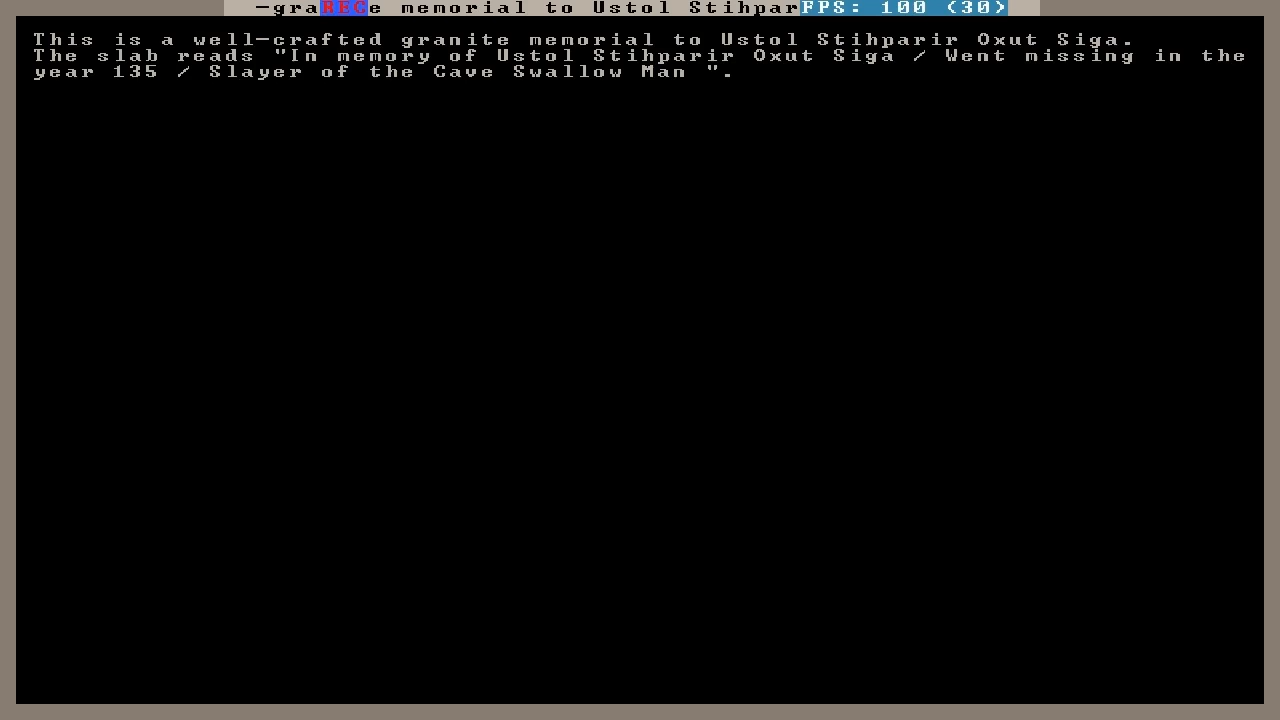 -graRECe memorial to Ustol StihparFPS: 100 (30)
This is a well-crafted granite memorial to Ustol Stihparir Oxut Siga.
The slab reads "In memory of Ustol Stihparir Oxut Siga / Went missing in the
year 135 / Slayer of the Cave Swallow Man ".